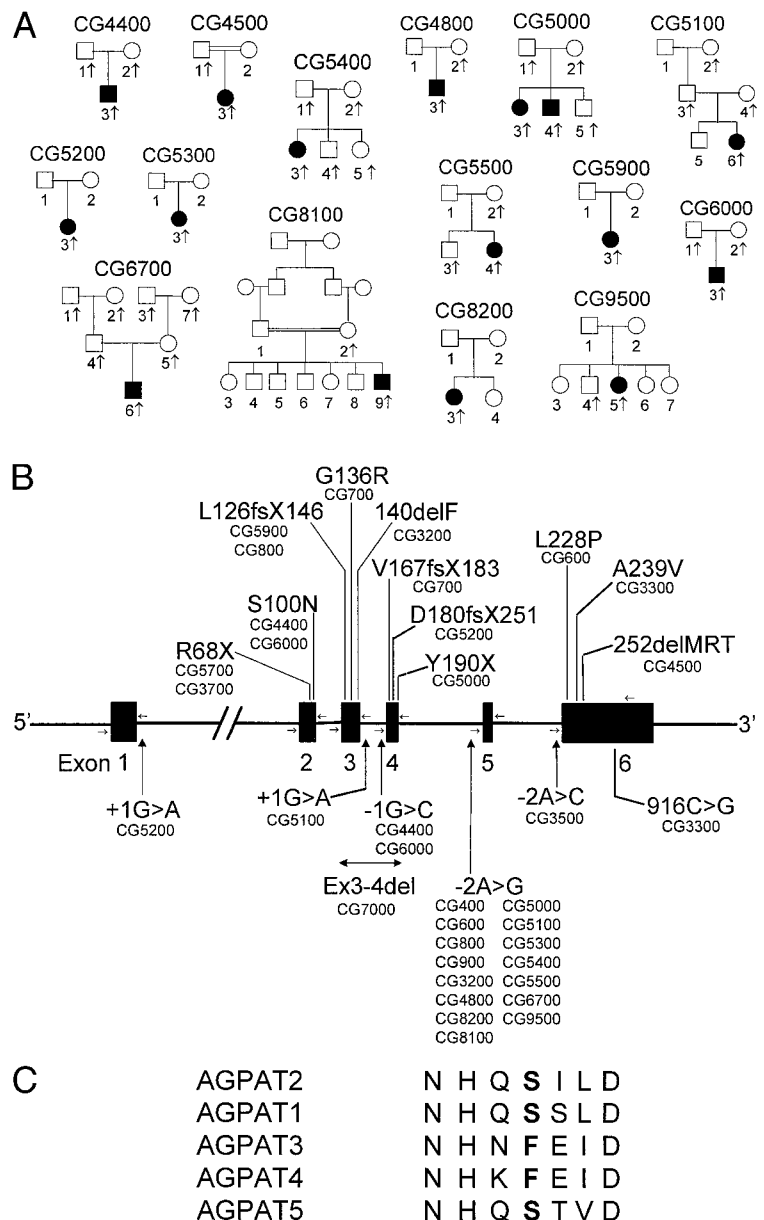 A
CG4400 CG4500 CG4800 CG5000 CG5100
1↑ 2↑ 1↑ 2 1 2↑ 1↑ 2↑ 1 2↑
CG5400
3↑ 3↑ 1↑ 2↑ 3↑ 3↑ 4↑ 5↑ 3↑ 4↑
3↑ 4↑ 5↑ 5 6↑
CG5200 CG5300 CG5500 CG5900
1 2 1 2 1 2↑ 1 2
CG6000
3↑ 3↑ 3↑ 4↑ 3↑ 1↑ 2↑
3↑
CG6700 CG8100 CG8200 CG9500
1↑ 2↑ 3↑ 7↑
4↑ 5↑ 1 2↑ 1 2 1 2
6↑ 3 4 5 6 7 8 9↑ 3↑ 4 3 4↑ 5↑ 6 7
B
G136R
CG700
L126fsX146 140delF
CG5900 CG3200
CG800
L228P
CG600
V167fsX183
CG700
A239V
CG3300
S100N
CG4400
CG6000
D180fsX251
CG5200
R68X
CG5700
CG3700
Y190X
CG5000
252delMRT
CG4500
5' 3'
Exon 1 2 3 4 5 6
+1G>A
CG5200
+1G>A
CG5100
-1G>C
CG4400
CG6000
-2A>C
CG3500
916C>G
CG3300
Ex3-4del
CG7000
-2A>G
CG400 CG5000
CG600 CG5100
CG800 CG5300
CG900 CG5400
CG3200 CG5500
CG4800 CG6700
CG8200 CG9500
CG8100
C
AGPAT2 N H Q S I L D
AGPAT1 N H Q S S L D
AGPAT3 N H N F E I D
AGPAT4 N H K F E I D
AGPAT5 N H Q S T V D